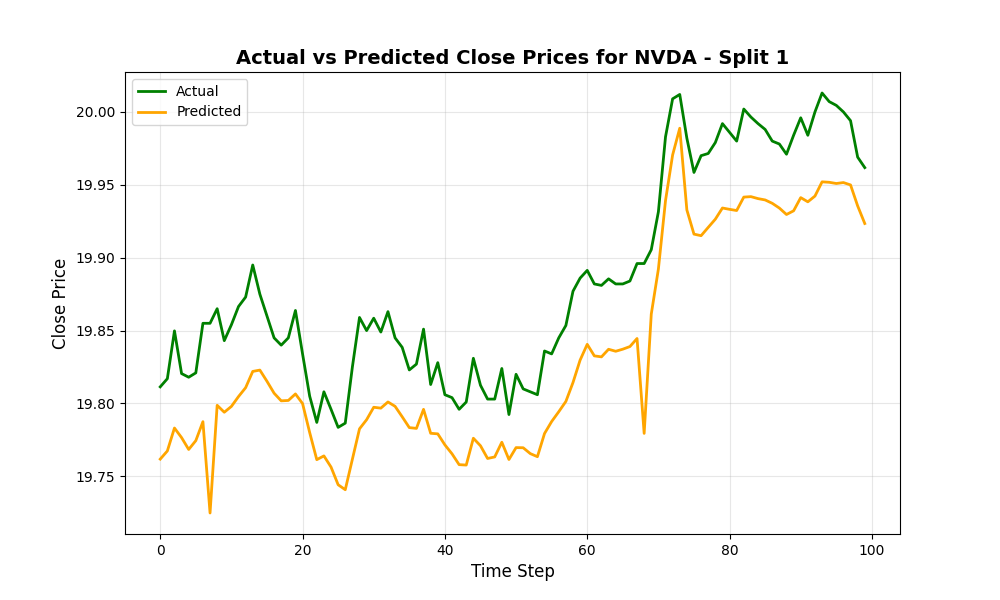 Actual vs Predicted Close Prices for NVDA - Split 1
Actual
Predicted
Close Price
20.00
19.95
19.90
19.85
19.80
19.75
0 20 40 60 80 100
Time Step